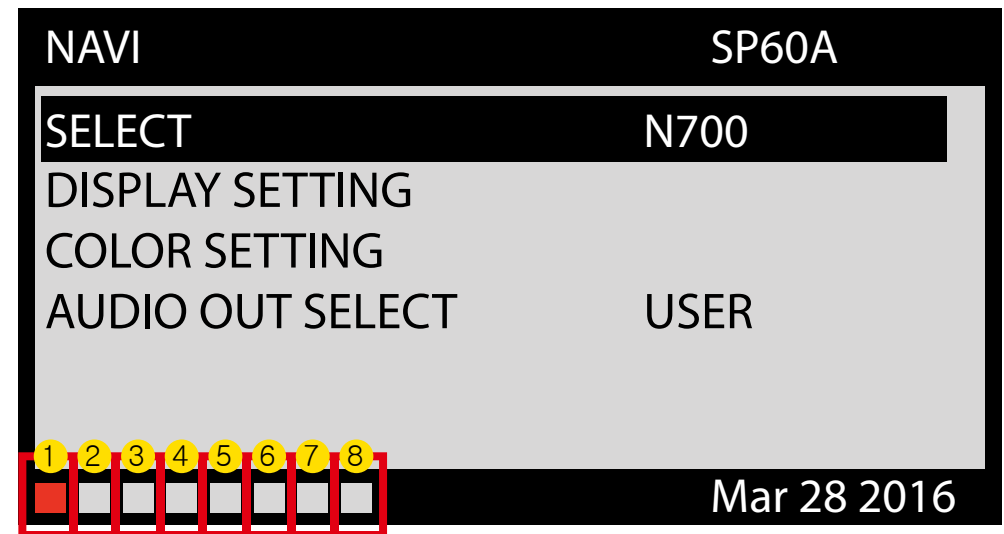 NAVI SP60A
SELECT N700
DISPLAY SETTING
COLOR SETTING
AUDIO OUT SELECT USER
1 2 3 4 5 6 7 8
Mar 28 2016